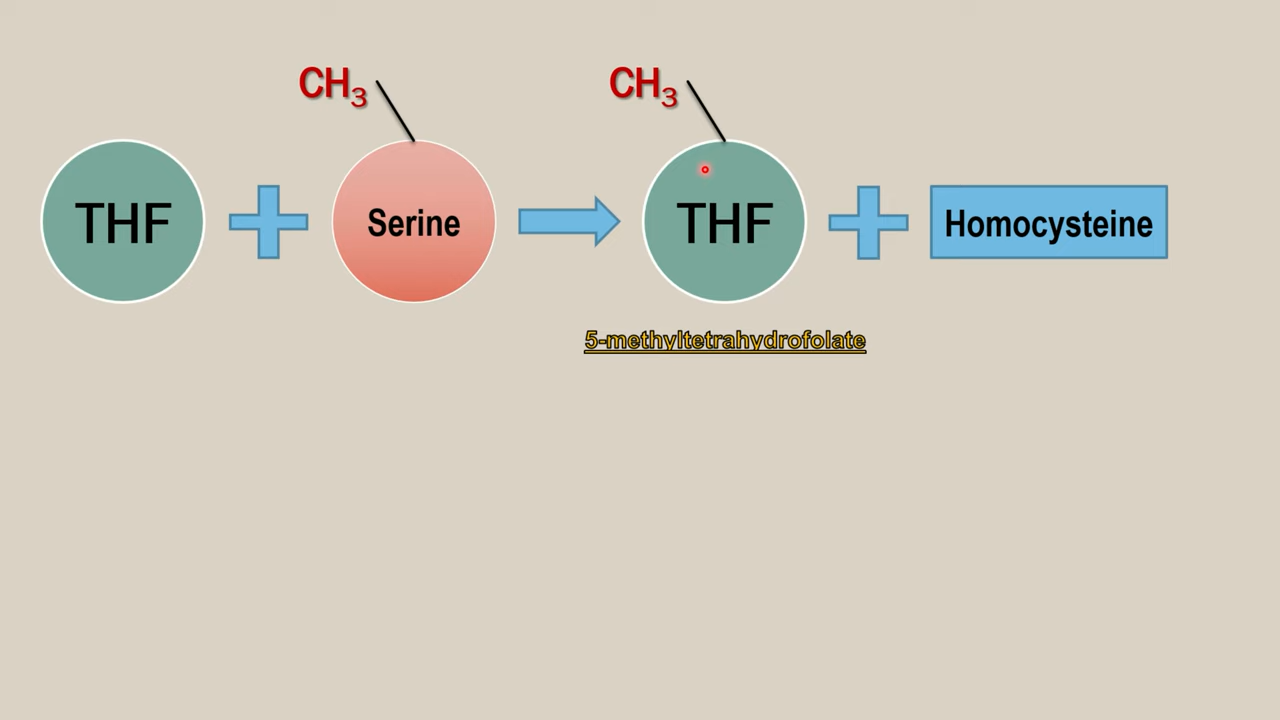 CH₃
CH₃
THF
Serine
THF
Homocysteine
5-methyltetrahydrofolate